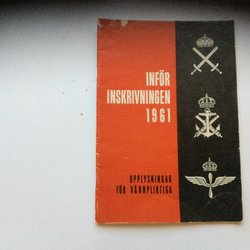 INFÖR
INSKRIVNINGEN
1961
UPPLYSNINGAR
FÖR VÄRNPLIKTIGA